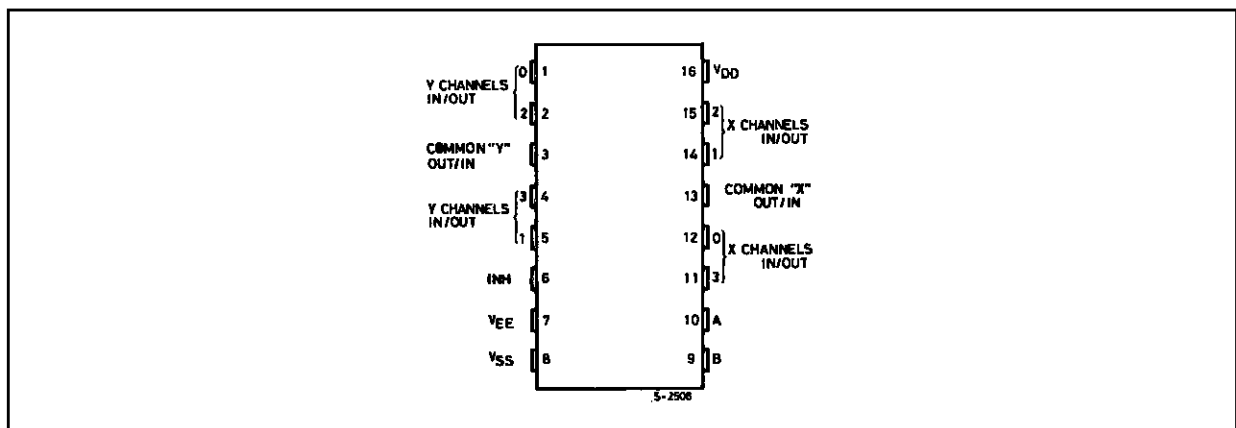 0 1 16 VDD
Y CHANNELS
IN/OUT
2 2 15 2
X CHANNELS
IN/OUT
COMMON "Y"
OUT/IN
3 14 1
3 4 13 COMMON "X"
OUT/IN
Y CHANNELS
IN/OUT
1 5 12 0
X CHANNELS
IN/OUT
INH 6 11 3
VEE 7 10 A
VSS 8 9 B
S-2508